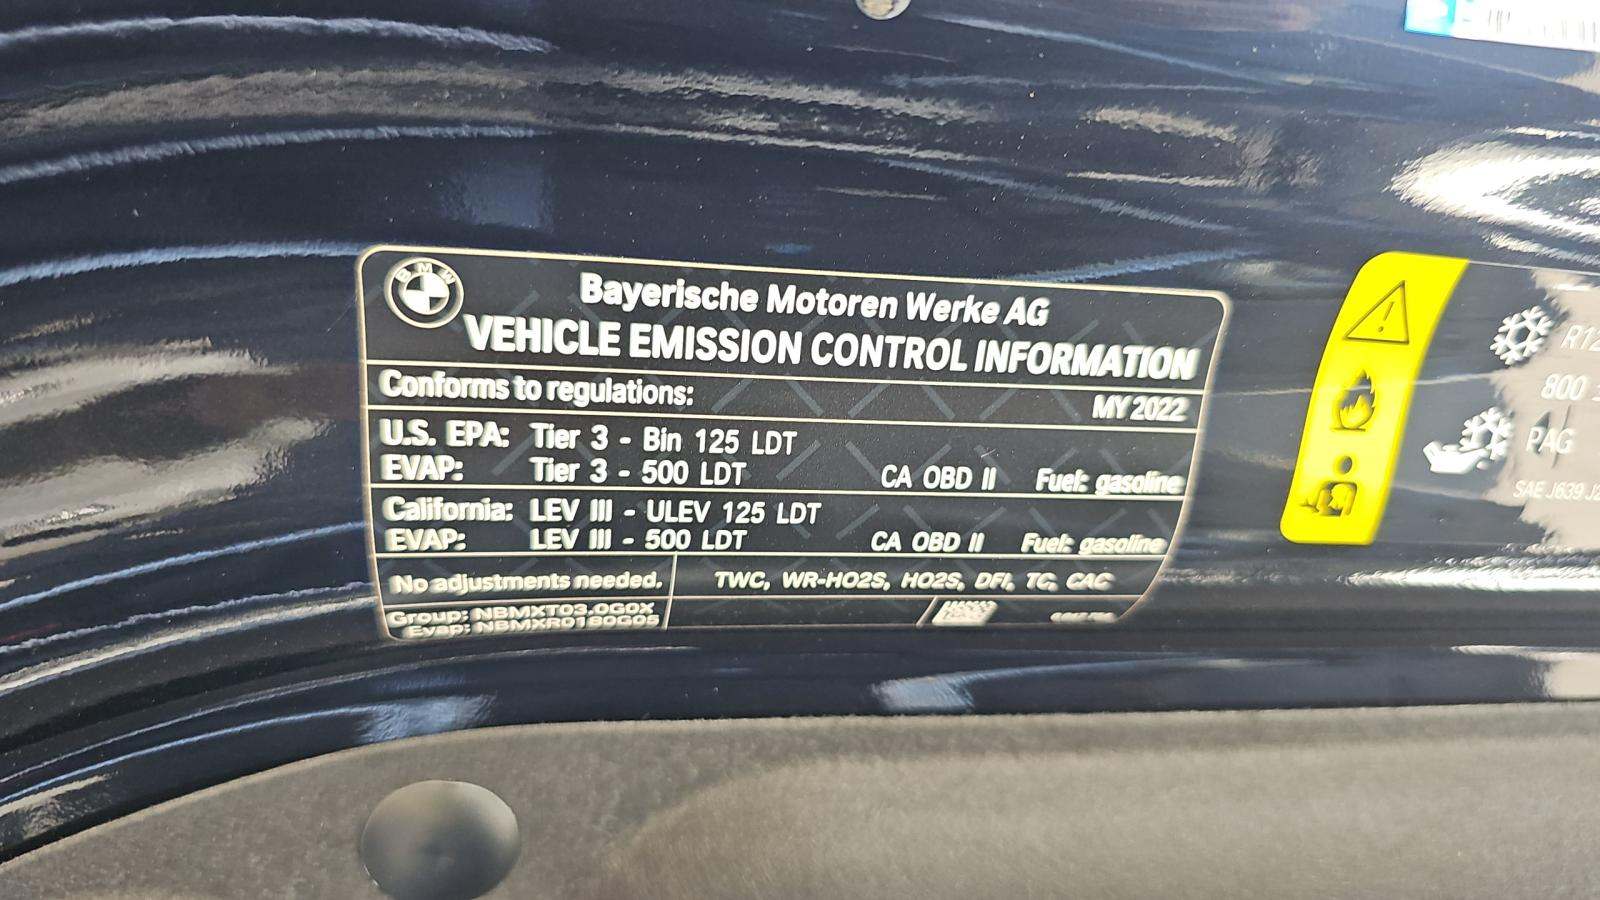 BMW
Bayerische Motoren Werke AG
VEHICLE EMISSION CONTROL INFORMATION
Conforms to regulations: MY 2022
U.S. EPA: Tier 3 - Bin 125 LDT
EVAP: Tier 3 - 500 LDT CA OBD II Fuel: gasoline
California: LEV III - ULEV 125 LDT
EVAP: LEV III - 500 LDT CA OBD II Fuel: gasoline
No adjustments needed. TWC, WR-HO2S, HO2S, DFI, TC, CAC
Group: NBMXT03.0G0X
Evap: NBMXR0180G05
800
PAG
SAE J639